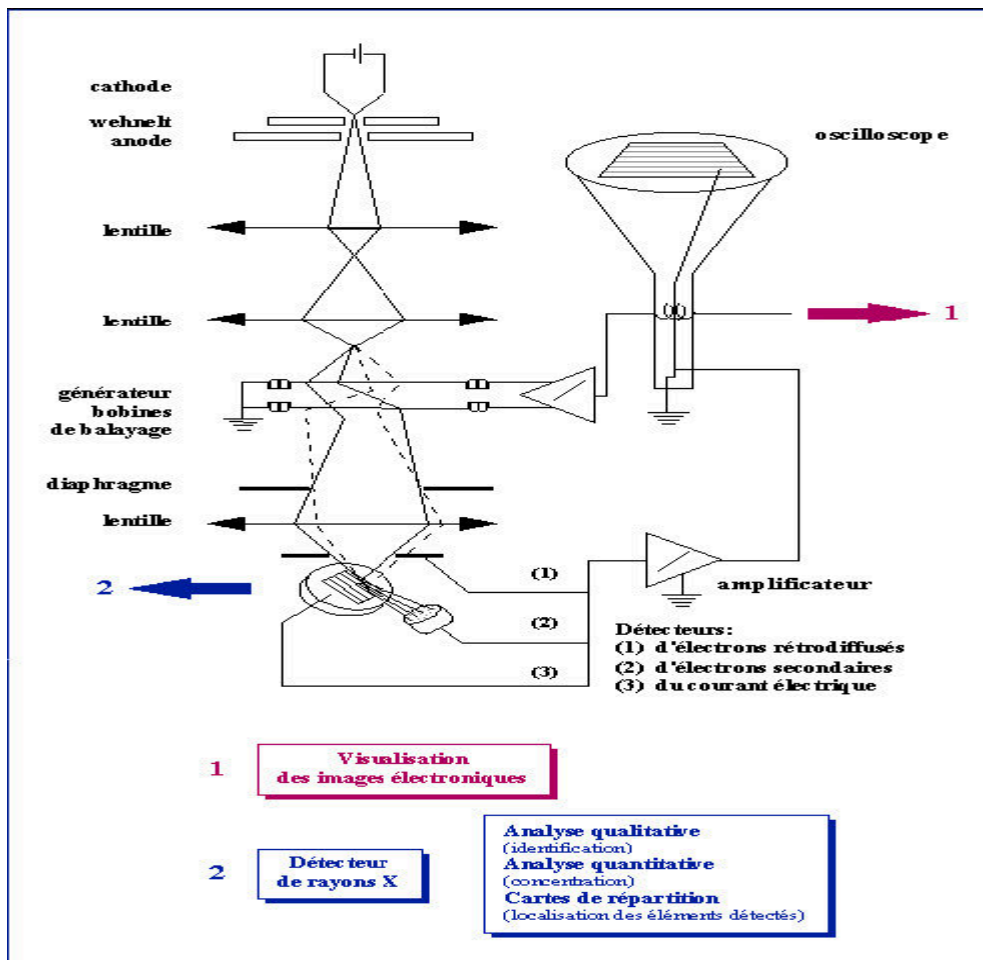 cathode
wehnelt
anode
oscilloscope
lentille
lentille
1
générateur
bobines
de balayage
diaphragme
lentille
2
(1)
amplificateur
(2)
Détecteurs:
(1) d'électrons rétrodiffusés
(2) d'électrons secondaires
(3) du courant électrique
(3)
1
Visualisation
des images électroniques
2
Détecteur
de rayons X
Analyse qualitative
(identification)
Analyse quantitative
(concentration)
Cartes de répartition
(localisation des éléments détectés)